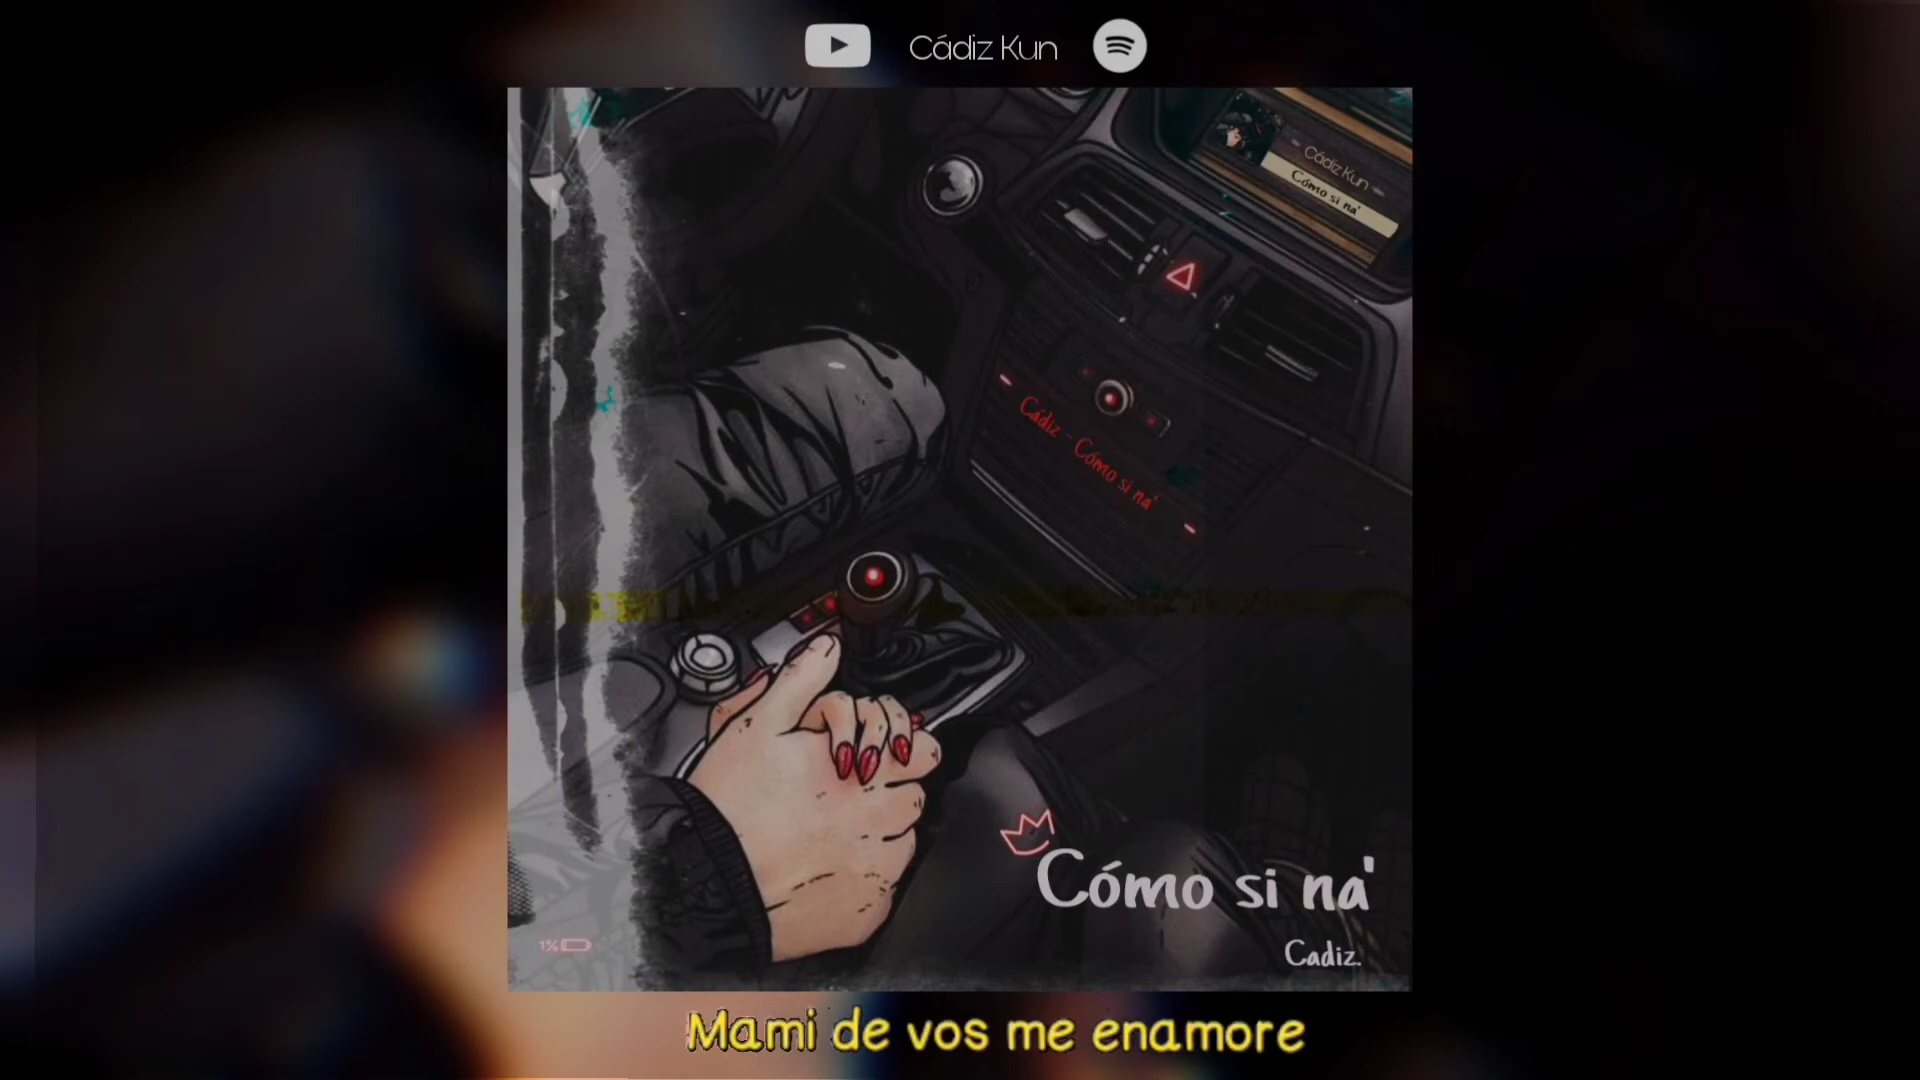 Cádiz Kun
Cádiz Kun
Cómo si na'
Cádiz - Cómo si na'
Cómo si na'
Cadiz.
1%
Mami de vos me enamore